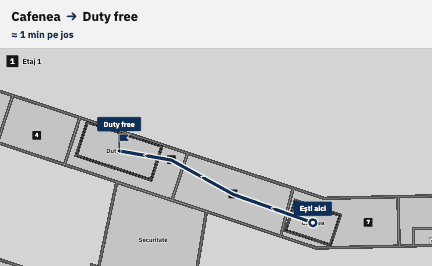 Cafenea → Duty free
≈ 1 min pe jos
1 Etaj 1
4
Duty free
Ești aici
7
Securitate